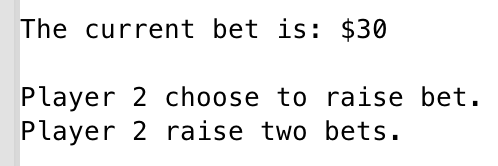 The current bet is: $30
Player 2 choose to raise bet.
Player 2 raise two bets.